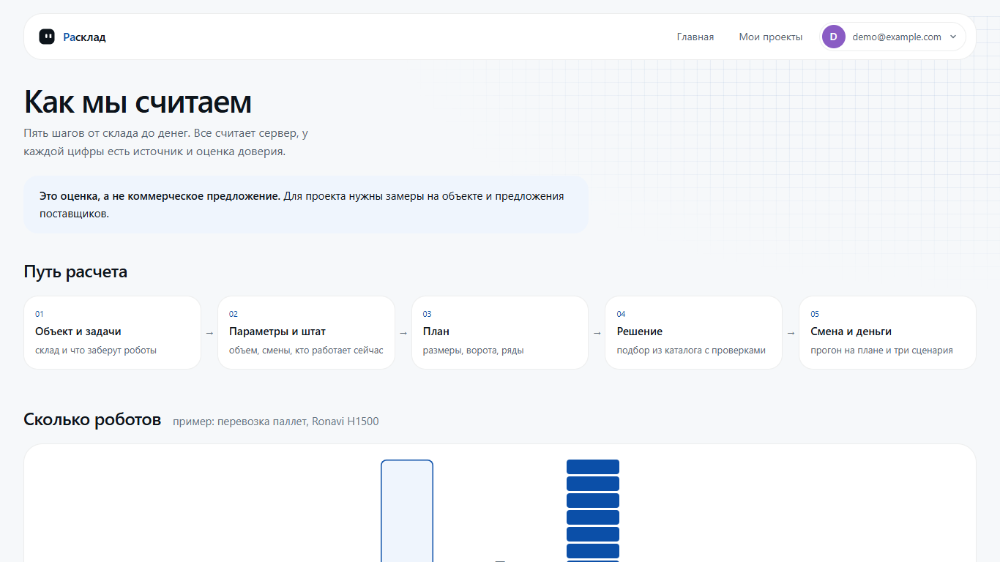 Расклад
Главная
Мои проекты
D
demo@example.com
Как мы считаем
Пять шагов от склада до денег. Все считает сервер, у
каждой цифры есть источник и оценка доверия.
Это оценка, а не коммерческое предложение. Для проекта нужны замеры на объекте и предложения
поставщиков.
Путь расчета
01
Объект и задачи
склад и что заберут роботы
→
02
Параметры и штат
объем, смены, кто работает сейчас
→
03
План
размеры, ворота, ряды
→
04
Решение
подбор из каталога с проверками
→
05
Смена и деньги
прогон на плане и три сценария
Сколько роботов
пример: перевозка паллет, Ronavi H1500